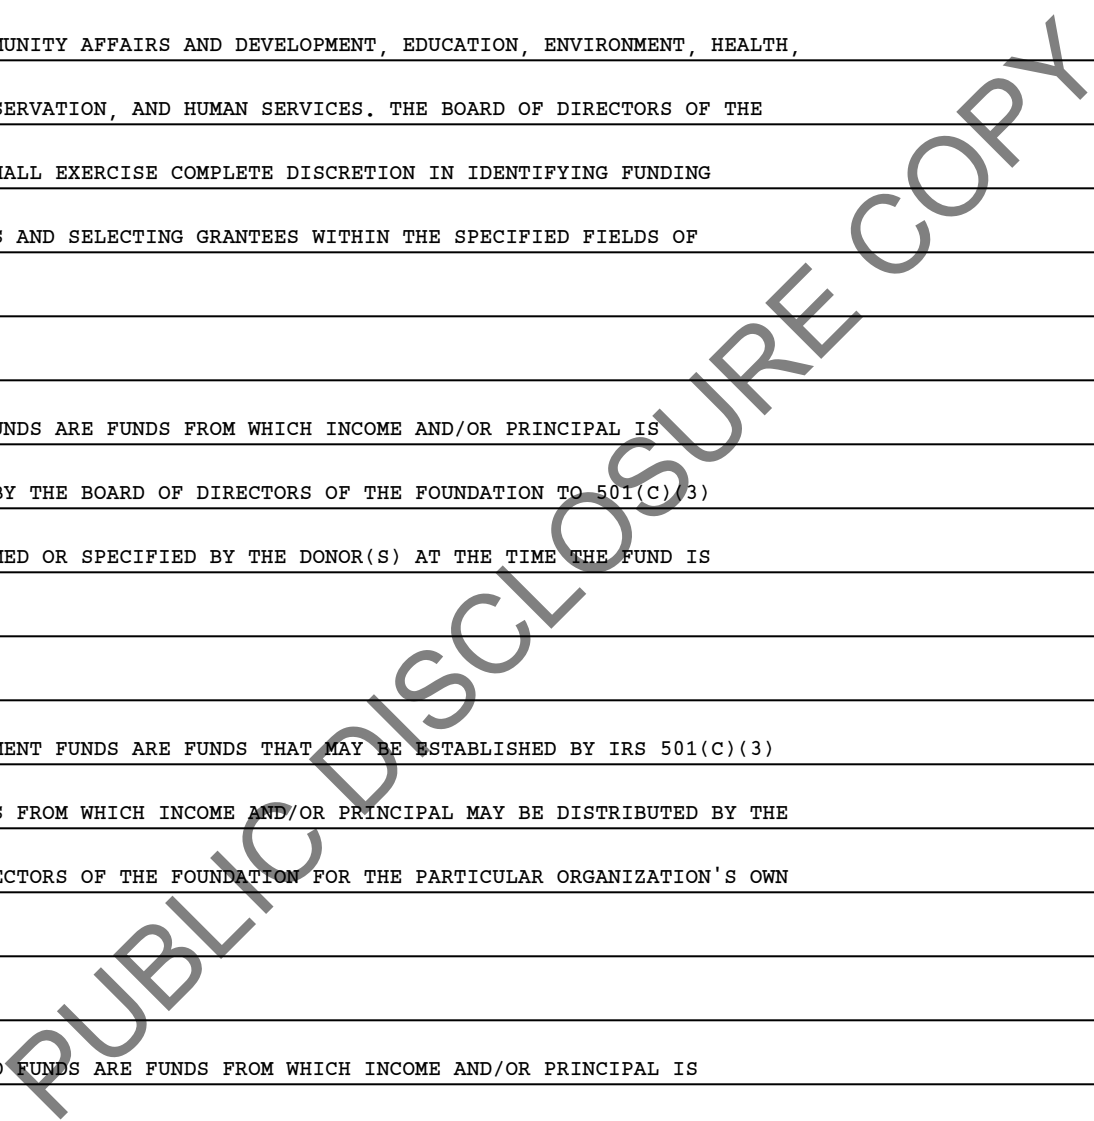 MUNITY AFFAIRS AND DEVELOPMENT, EDUCATION, ENVIRONMENT, HEALTH,
SERVATION, AND HUMAN SERVICES. THE BOARD OF DIRECTORS OF THE
HALL EXERCISE COMPLETE DISCRETION IN IDENTIFYING FUNDING
S AND SELECTING GRANTEES WITHIN THE SPECIFIED FIELDS OF
UNDS ARE FUNDS FROM WHICH INCOME AND/OR PRINCIPAL IS
BY THE BOARD OF DIRECTORS OF THE FOUNDATION TO 501(C)(3)
MED OR SPECIFIED BY THE DONOR(S) AT THE TIME THE FUND IS
MENT FUNDS ARE FUNDS THAT MAY BE ESTABLISHED BY IRS 501(C)(3)
S FROM WHICH INCOME AND/OR PRINCIPAL MAY BE DISTRIBUTED BY THE
ECTORS OF THE FOUNDATION FOR THE PARTICULAR ORGANIZATION'S OWN
D FUNDS ARE FUNDS FROM WHICH INCOME AND/OR PRINCIPAL IS
PUBLIC DISCLOSURE COPY